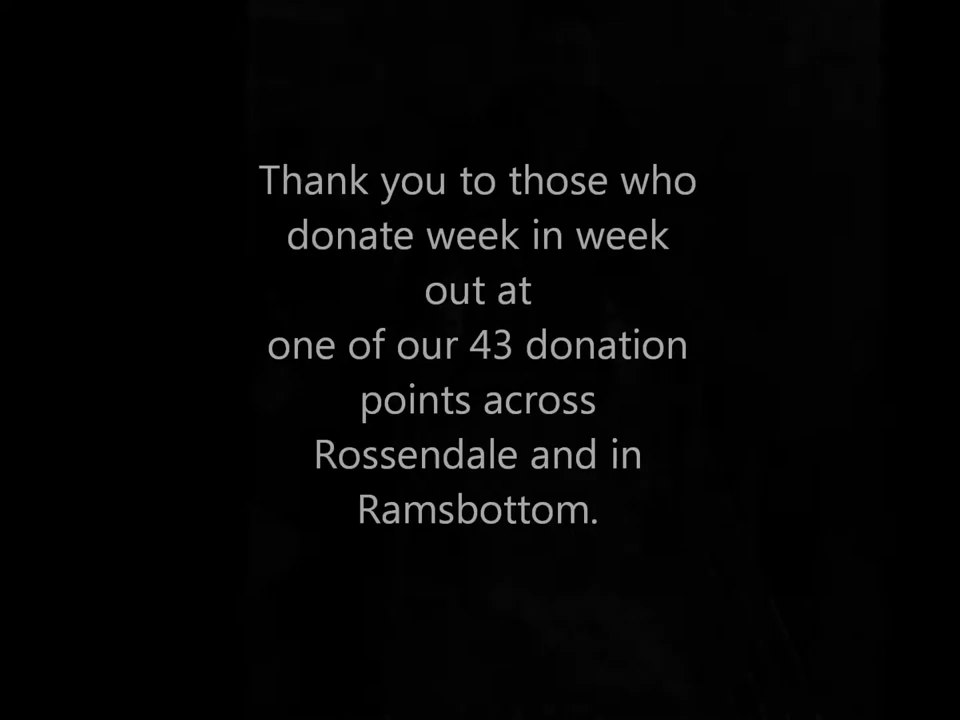 Thank you to those who
donate week in week
out at
one of our 43 donation
points across
Rossendale and in
Ramsbottom.